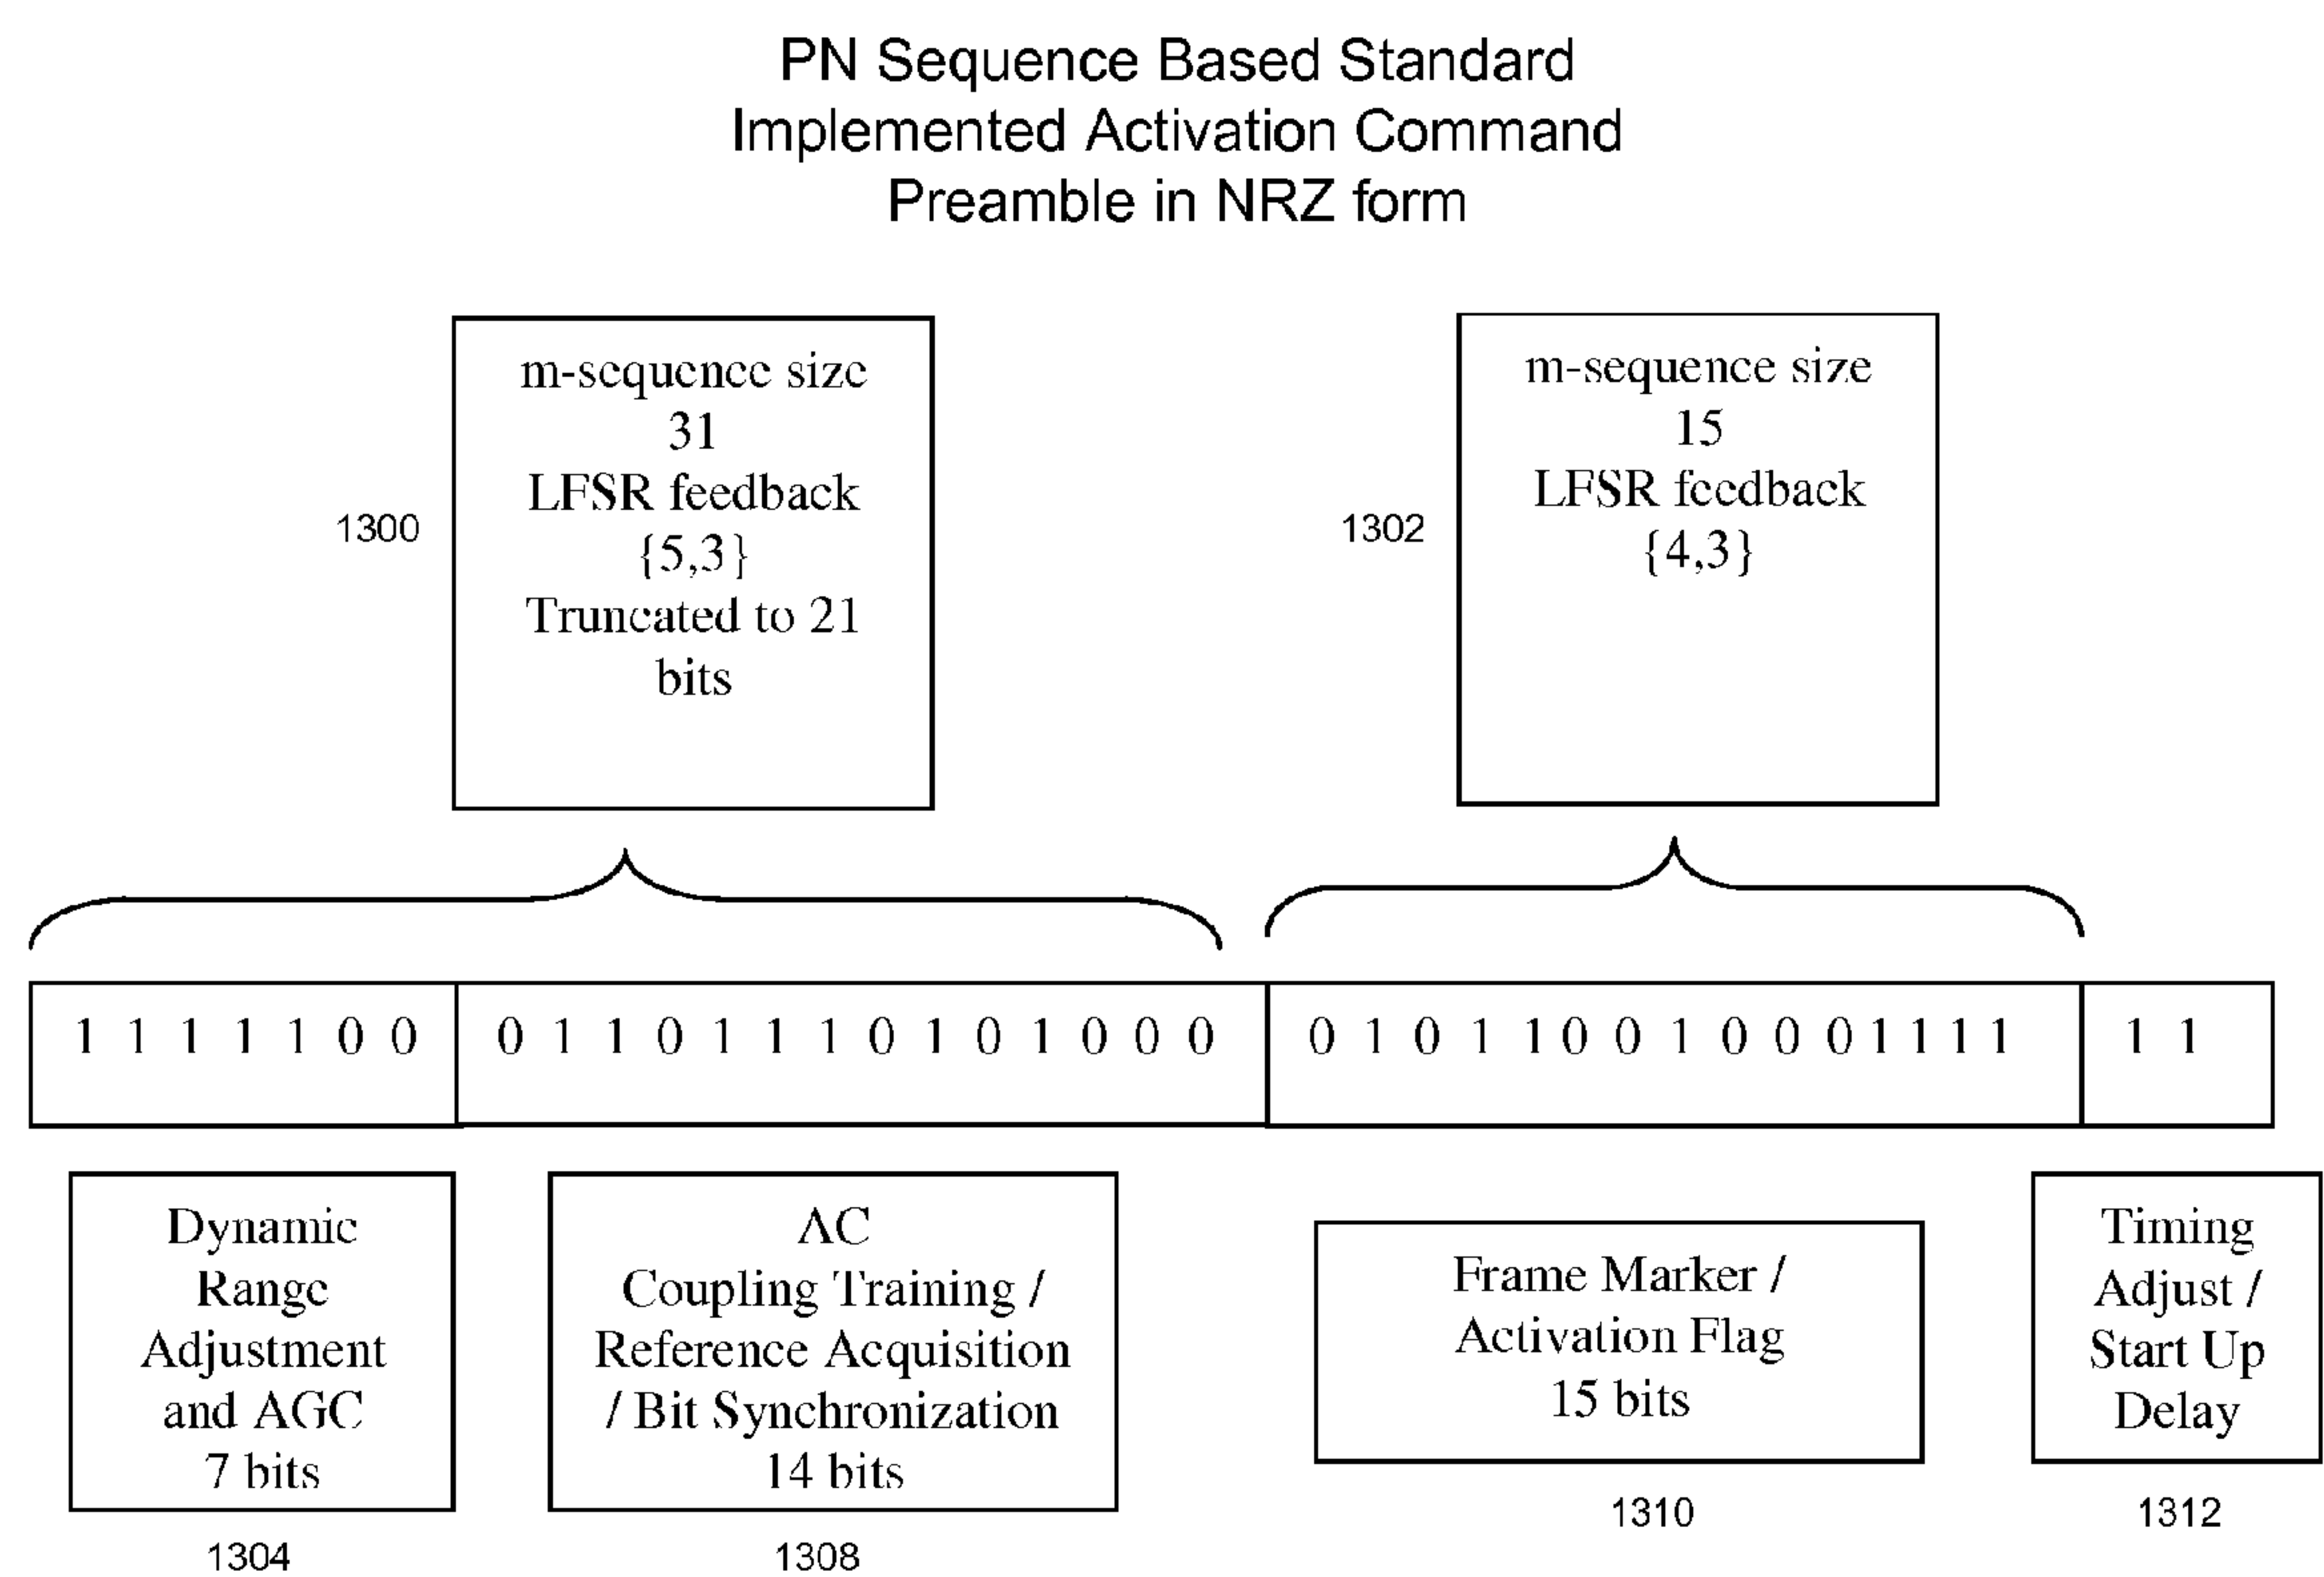 PN Sequence Based Standard
Implemented Activation Command
Preamble in NRZ form
m-sequence size
31
LFSR feedback
{5,3}
Truncated to 21
bits
1300
m-sequence size
15
LFSR feedback
{4,3}
1302
1 1 1 1 1 0 0 0 1 1 0 1 1 1 0 1 0 1 0 0 0 0 1 0 1 1 0 0 1 0 0 0 1 1 1 1 1 1
Dynamic
Range
Adjustment
and AGC
7 bits
1304
AC
Coupling Training /
Reference Acquisition
/ Bit Synchronization
14 bits
1308
Frame Marker /
Activation Flag
15 bits
1310
Timing
Adjust /
Start Up
Delay
1312